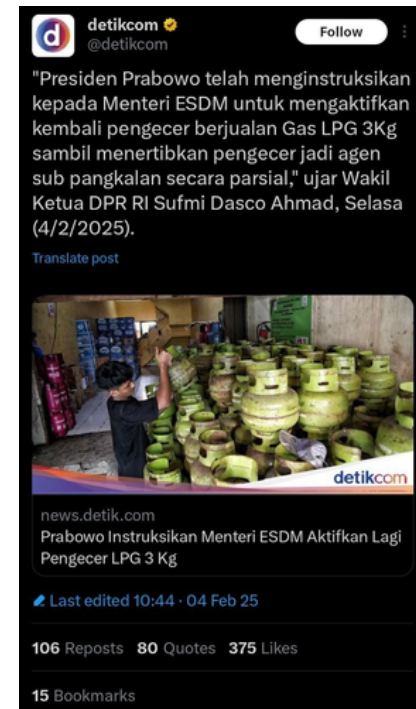 detikcom
@detikcom
Follow
"Presiden Prabowo telah menginstruksikan
kepada Menteri ESDM untuk mengaktifkan
kembali pengecer berjualan Gas LPG 3Kg
sambil menertibkan pengecer jadi agen
sub pangkalan secara parsial," ujar Wakil
Ketua DPR RI Sufmi Dasco Ahmad, Selasa
(4/2/2025).
Translate post
detikcom
news.detik.com
Prabowo Instruksikan Menteri ESDM Aktifkan Lagi
Pengecer LPG 3 Kg
Last edited 10:44 · 04 Feb 25
106 Reposts 80 Quotes 375 Likes
15 Bookmarks